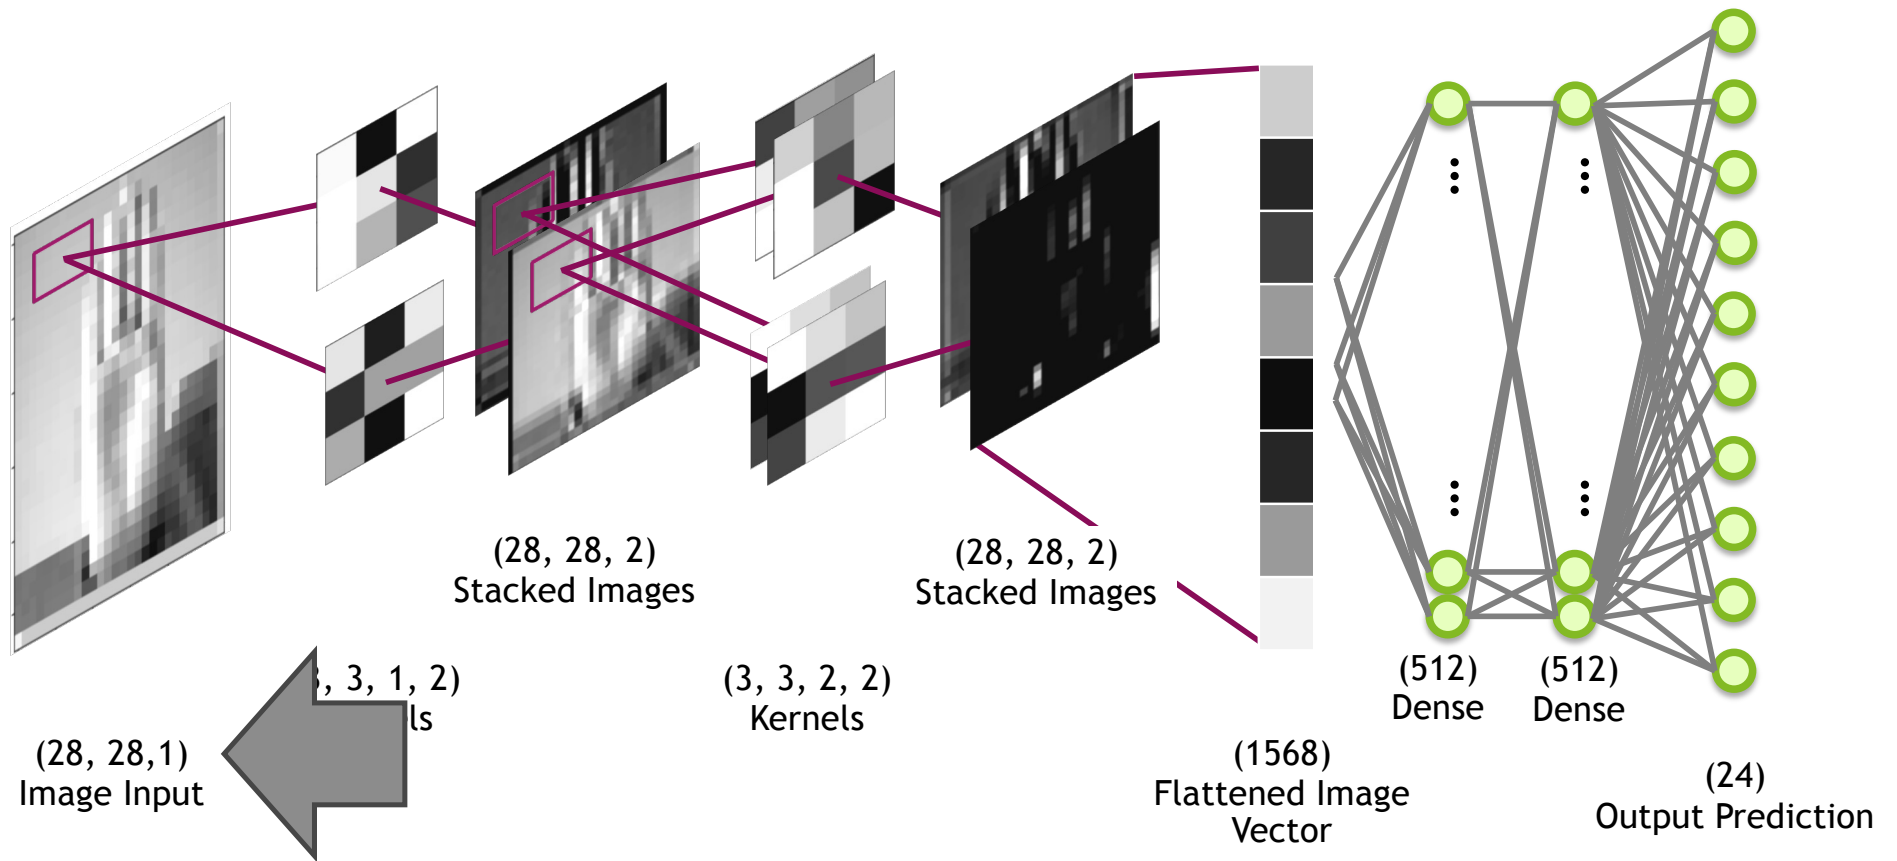 (28, 28, 2)
Stacked Images
(28, 28, 2)
Stacked Images
3, 1, 2)
(3, 3, 2, 2)
Kernels
(512)
Dense
(512)
Dense
(28, 28,1)
Image Input
(1568)
Flattened Image
Vector
(24)
Output Prediction